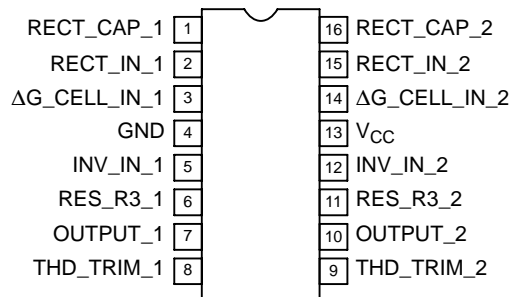 RECT_CAP_1 1 16 RECT_CAP_2
RECT_IN_1 2 15 RECT_IN_2
ΔG_CELL_IN_1 3 14 ΔG_CELL_IN_2
GND 4 13 VCC
INV_IN_1 5 12 INV_IN_2
RES_R3_1 6 11 RES_R3_2
OUTPUT_1 7 10 OUTPUT_2
THD_TRIM_1 8 9 THD_TRIM_2